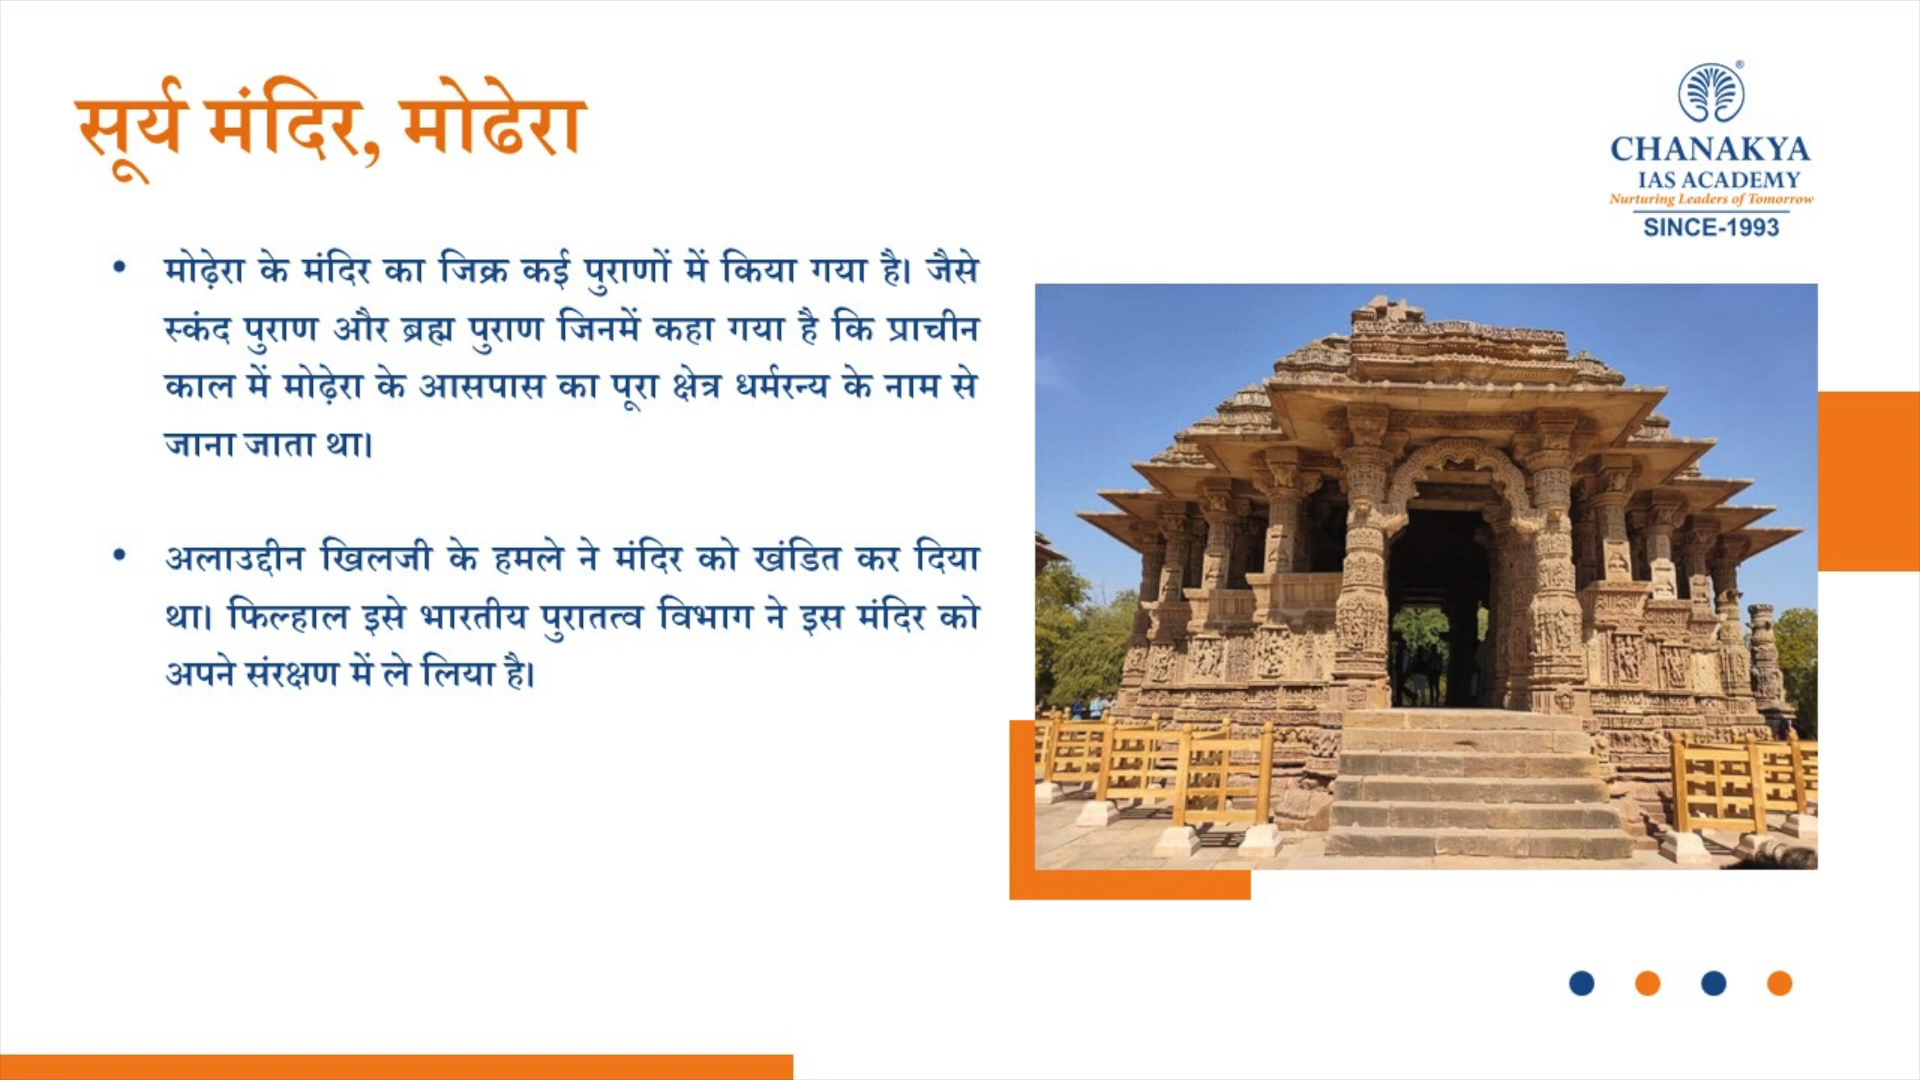 सूर्य मंदिर, मोढेरा
®
CHANAKYA
IAS ACADEMY
Nurturing Leaders of Tomorrow
SINCE-1993
• मोढ़ेरा के मंदिर का जिक्र कई पुराणों में किया गया है। जैसे
स्कंद पुराण और ब्रह्म पुराण जिनमें कहा गया है कि प्राचीन
काल में मोढ़ेरा के आसपास का पूरा क्षेत्र धर्मरन्य के नाम से
जाना जाता था।
• अलाउद्दीन खिलजी के हमले ने मंदिर को खंडित कर दिया
था। फिल्हाल इसे भारतीय पुरातत्व विभाग ने इस मंदिर को
अपने संरक्षण में ले लिया है।